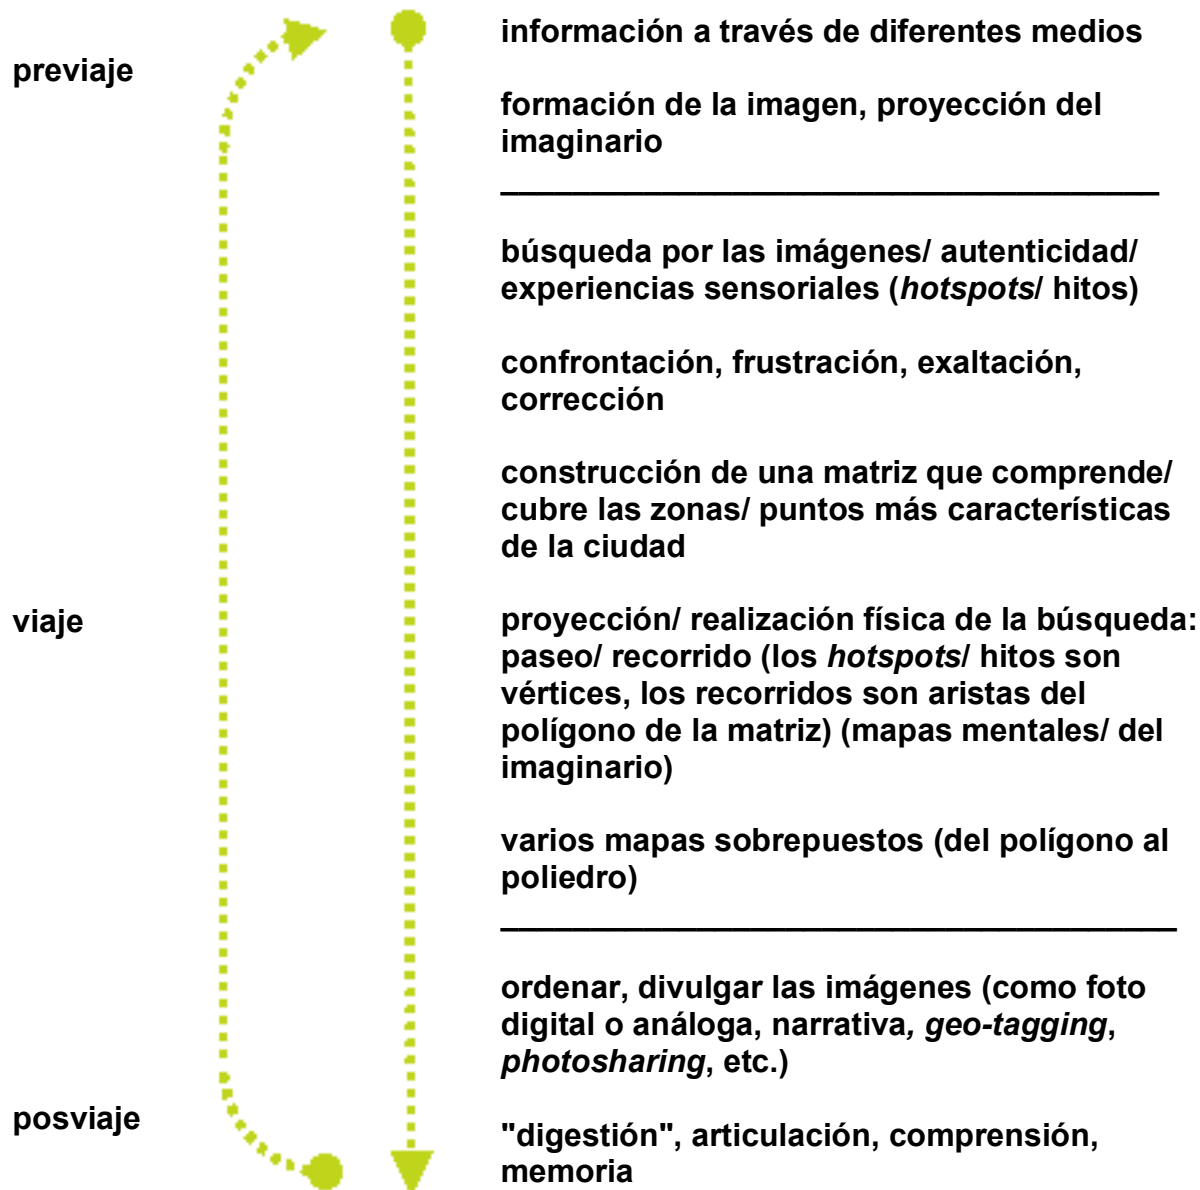 información a través de diferentes medios
previaje
formación de la imagen, proyección del
imaginario
búsqueda por las imágenes/ autenticidad/
experiencias sensoriales (hotspots/ hitos)
confrontación, frustración, exaltación,
corrección
construcción de una matriz que comprende/
cubre las zonas/ puntos más características
de la ciudad
viaje
proyección/ realización física de la búsqueda:
paseo/ recorrido (los hotspots/ hitos son
vértices, los recorridos son aristas del
polígono de la matriz) (mapas mentales/ del
imaginario)
varios mapas sobrepuestos (del polígono al
poliedro)
ordenar, divulgar las imágenes (como foto
digital o análoga, narrativa, geo-tagging,
photosharing, etc.)
posviaje
"digestión", articulación, comprensión,
memoria